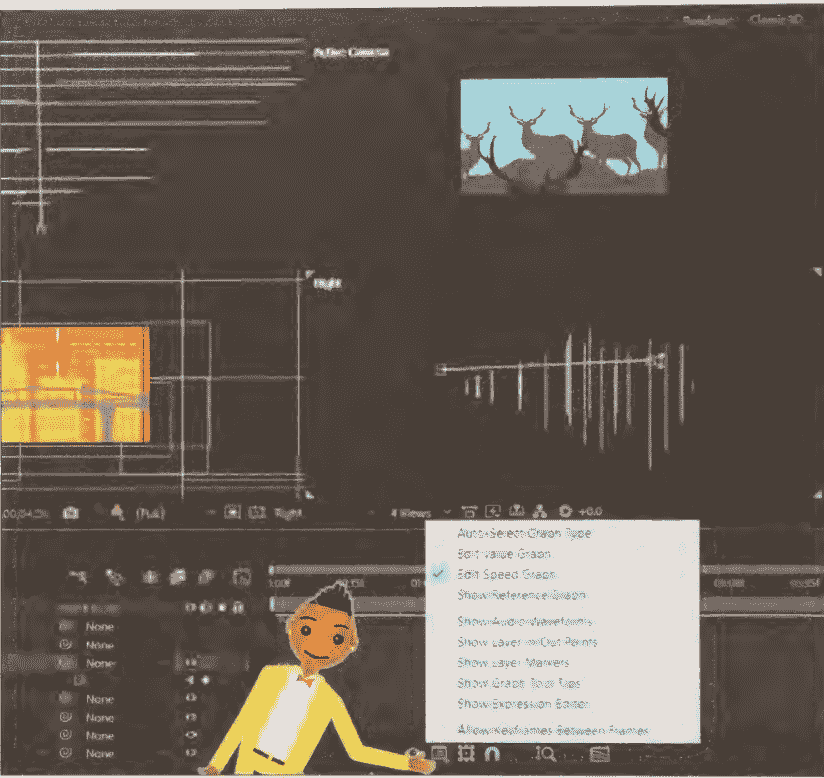 Renderer: Classic 3D
Active Camera
Right
(Full)
Right
4 Views
+0.0
Auto-Select Graph Type
Edit Value Graph
Edit Speed Graph
Show Reference Graph
Show Audio Waveforms
Show Layer In/Out Points
Show Layer Markers
Show Graph Tool Tips
Show Expression Editor
Allow Keyframes Between Frames
None
None
None
None
None
None
None